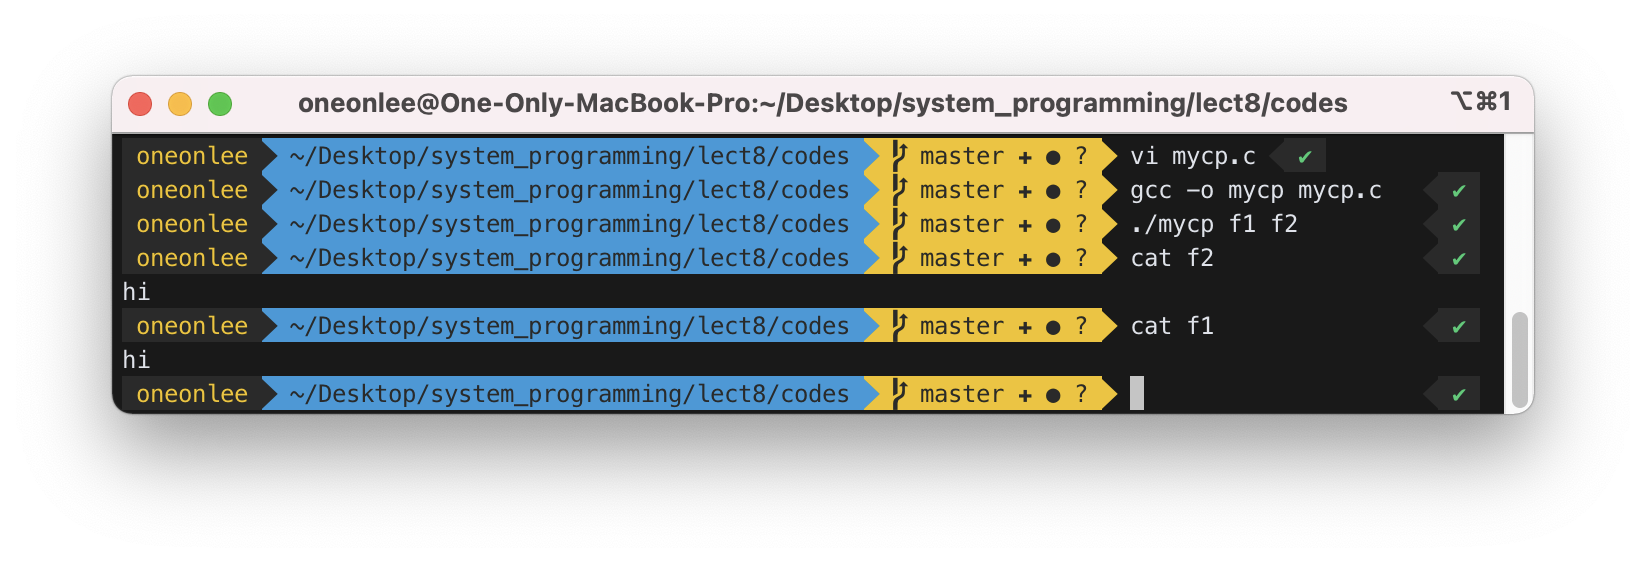 oneonlee@One-Only-MacBook-Pro:~/Desktop/system_programming/lect8/codes ⌥⌘1
oneonlee ~/Desktop/system_programming/lect8/codes master ✚ ● ? vi mycp.c ✔
oneonlee ~/Desktop/system_programming/lect8/codes master ✚ ● ? gcc -o mycp mycp.c ✔
oneonlee ~/Desktop/system_programming/lect8/codes master ✚ ● ? ./mycp f1 f2 ✔
oneonlee ~/Desktop/system_programming/lect8/codes master ✚ ● ? cat f2 ✔
hi
oneonlee ~/Desktop/system_programming/lect8/codes master ✚ ● ? cat f1 ✔
hi
oneonlee ~/Desktop/system_programming/lect8/codes master ✚ ● ? ✔